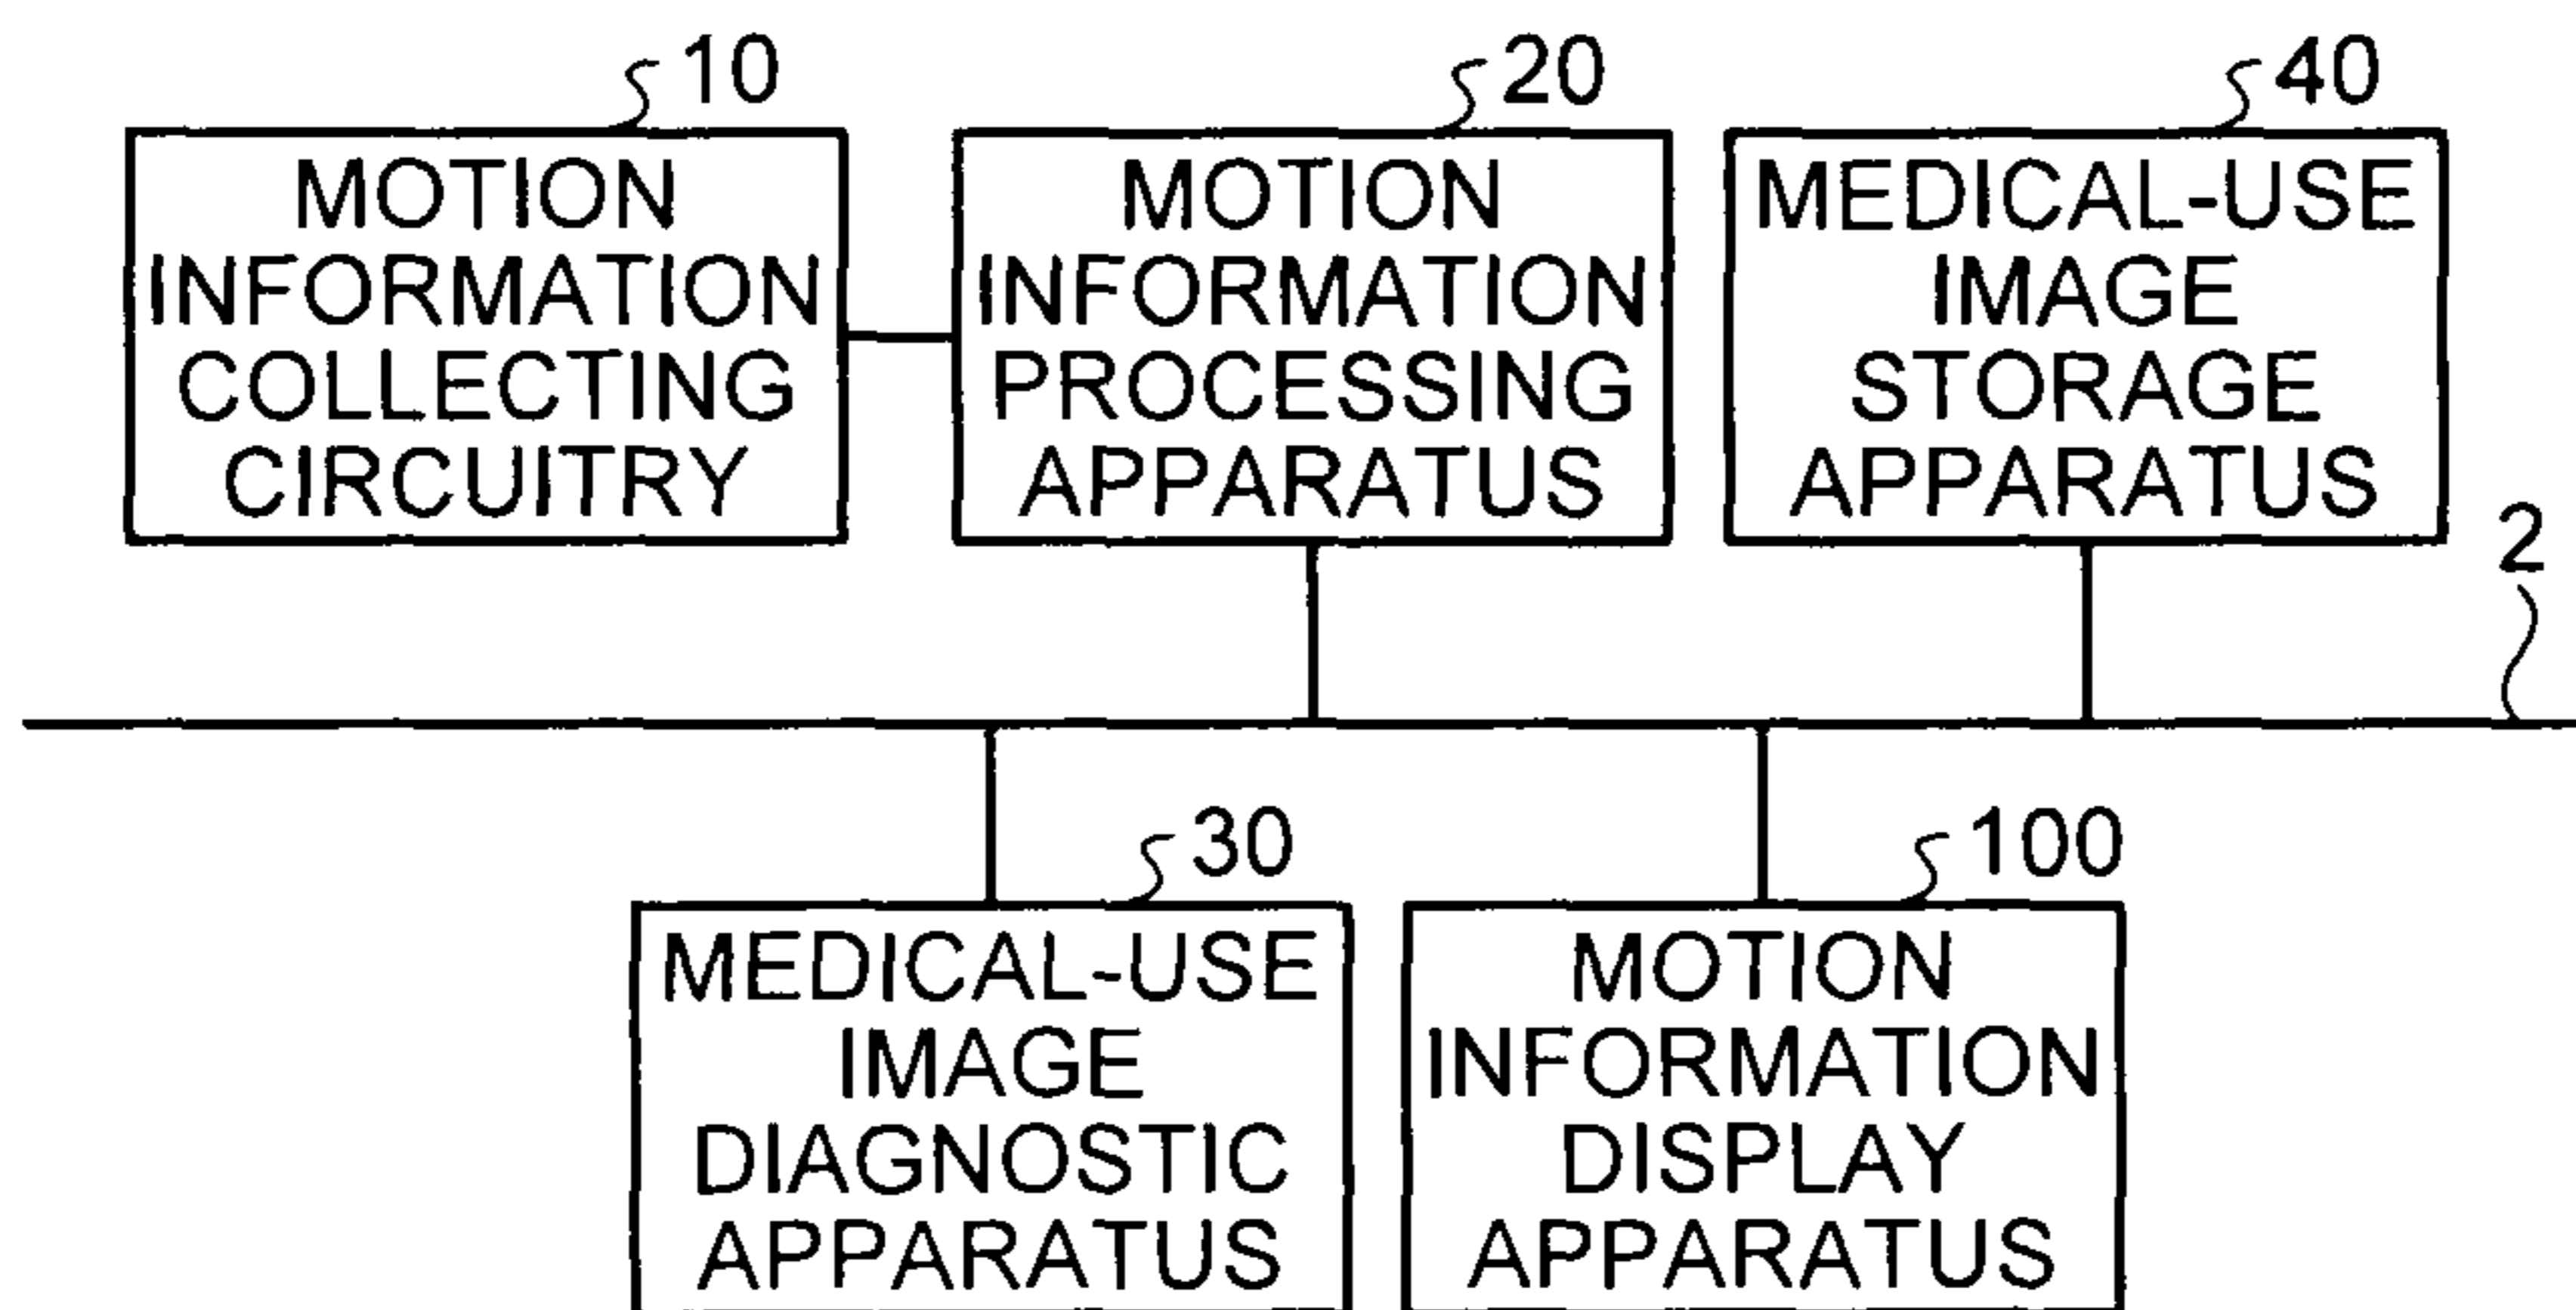 10
MOTION
INFORMATION
COLLECTING
CIRCUITRY
20
MOTION
INFORMATION
PROCESSING
APPARATUS
40
MEDICAL-USE
IMAGE
STORAGE
APPARATUS
2
30
MEDICAL-USE
IMAGE
DIAGNOSTIC
APPARATUS
100
MOTION
INFORMATION
DISPLAY
APPARATUS